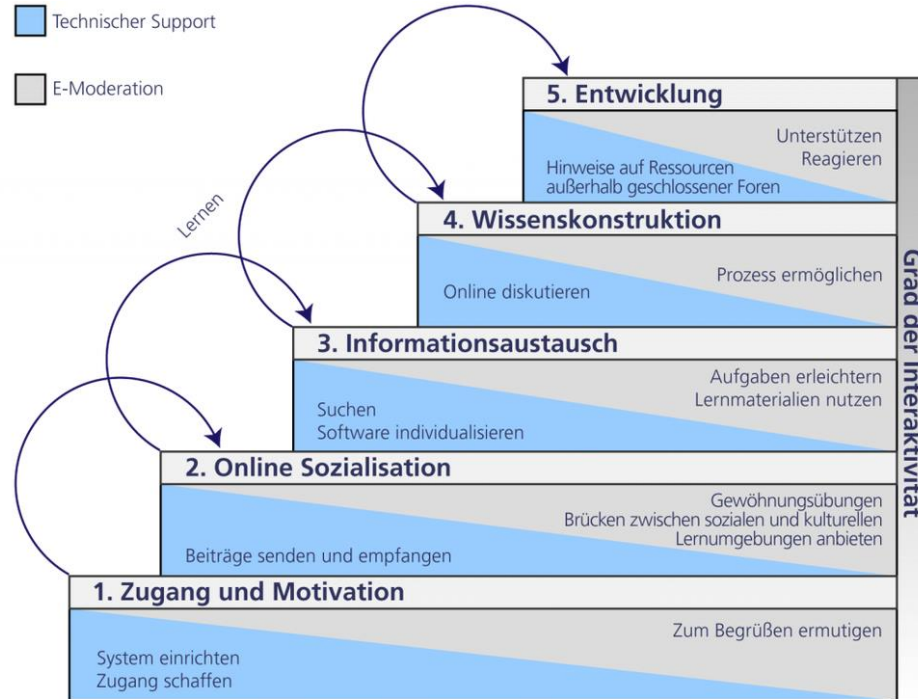 Technischer Support
E-Moderation
Lernen
5. Entwicklung
Unterstützen
Reagieren
Hinweise auf Ressourcen
außerhalb geschlossener Foren
4. Wissenskonstruktion
Prozess ermöglichen
Online diskutieren
3. Informationsaustausch
Aufgaben erleichtern
Lernmaterialien nutzen
Suchen
Software individualisieren
2. Online Sozialisation
Gewöhnungsübungen
Brücken zwischen sozialen und kulturellen
Lernumgebungen anbieten
Beiträge senden und empfangen
1. Zugang und Motivation
Zum Begrüßen ermutigen
System einrichten
Zugang schaffen
Grad der Interaktivität